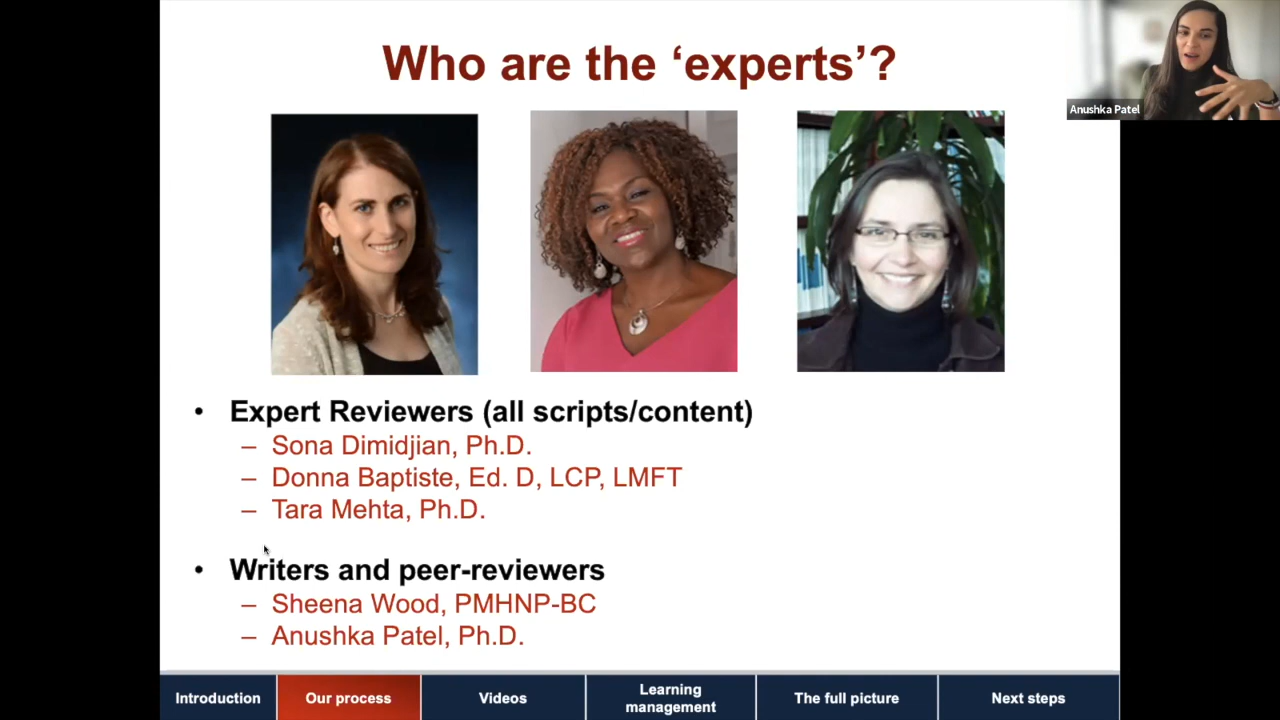 Who are the ‘experts’?
Anushka Patel
• Expert Reviewers (all scripts/content)
– Sona Dimidjian, Ph.D.
– Donna Baptiste, Ed. D, LCP, LMFT
– Tara Mehta, Ph.D.
• Writers and peer-reviewers
– Sheena Wood, PMHNP-BC
– Anushka Patel, Ph.D.
Introduction
Our process
Videos
Learning
management
The full picture
Next steps